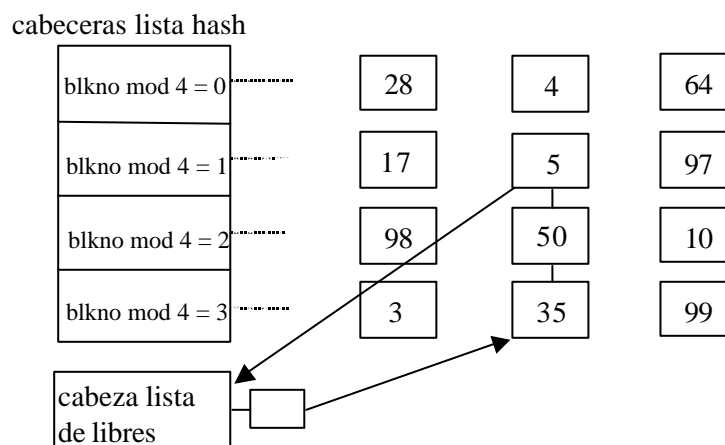 cabeceras lista hash
blkno mod 4 = 0 28 4 64
blkno mod 4 = 1 17 5 97
blkno mod 4 = 2 98 50 10
blkno mod 4 = 3 3 35 99
cabeza lista
de libres